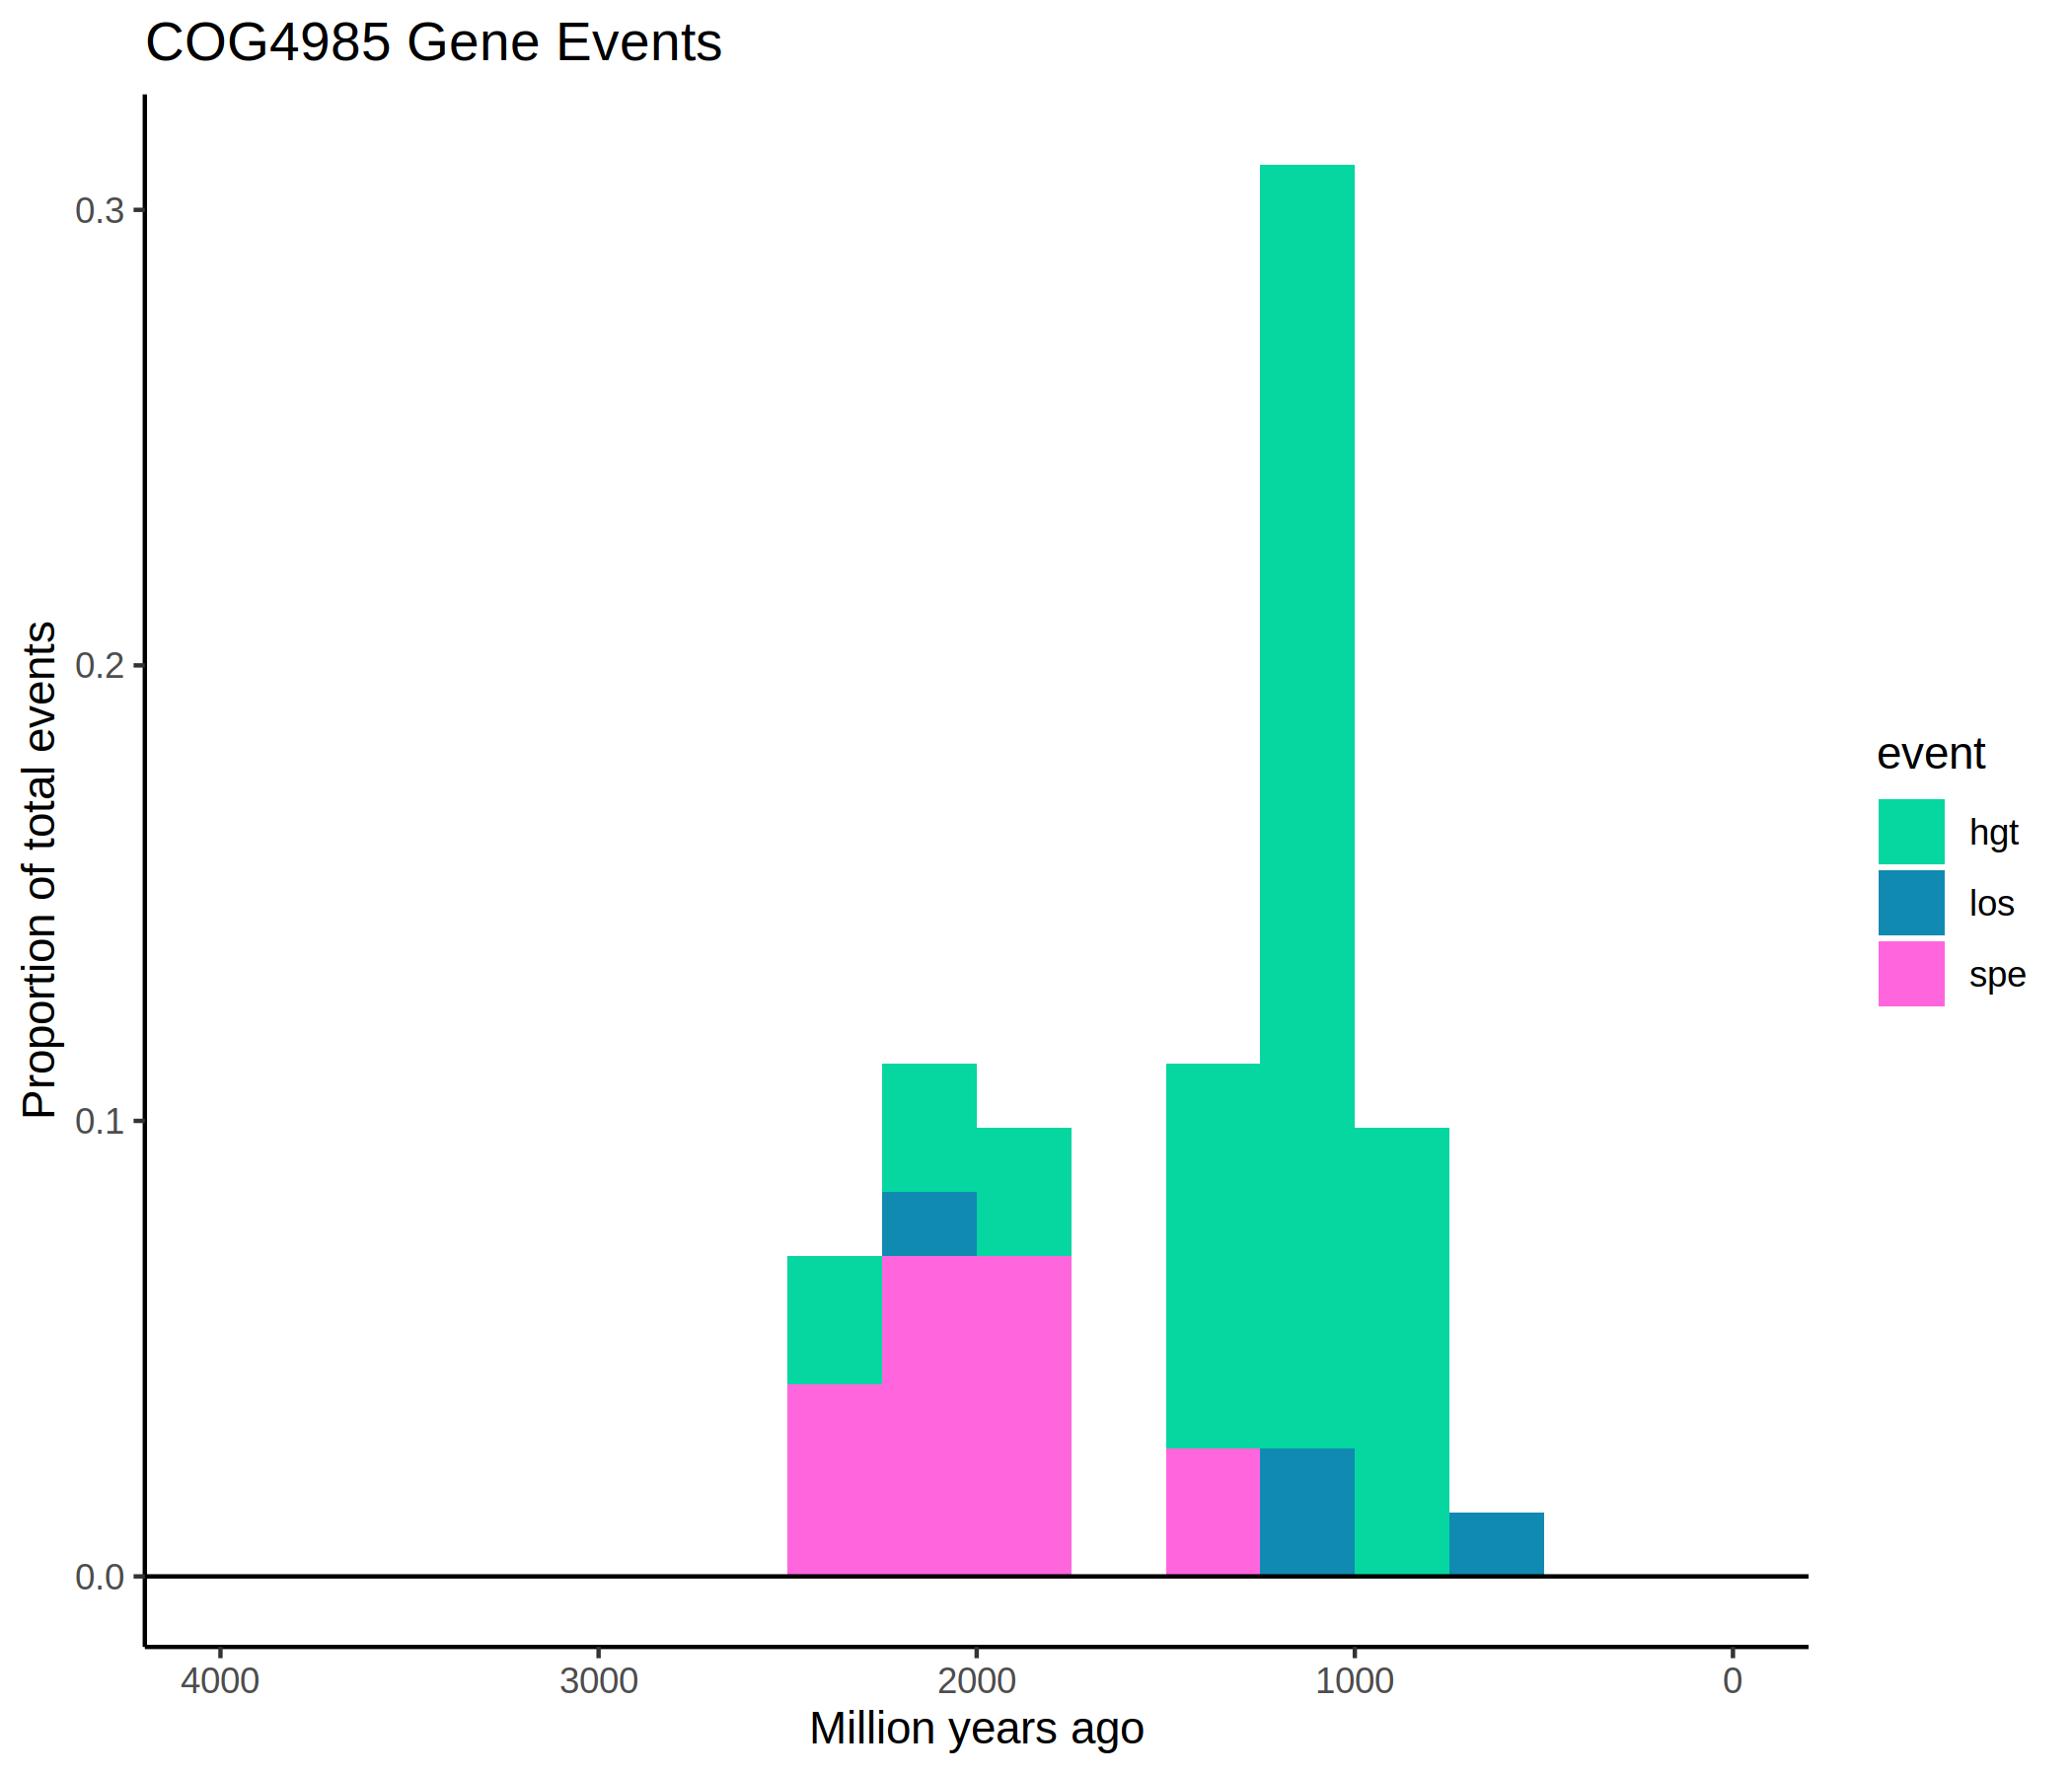 COG4985 Gene Events
Proportion of total events
0.3
0.2
0.1
0.0
4000 3000 2000 1000 0
Million years ago
event
hgt
los
spe